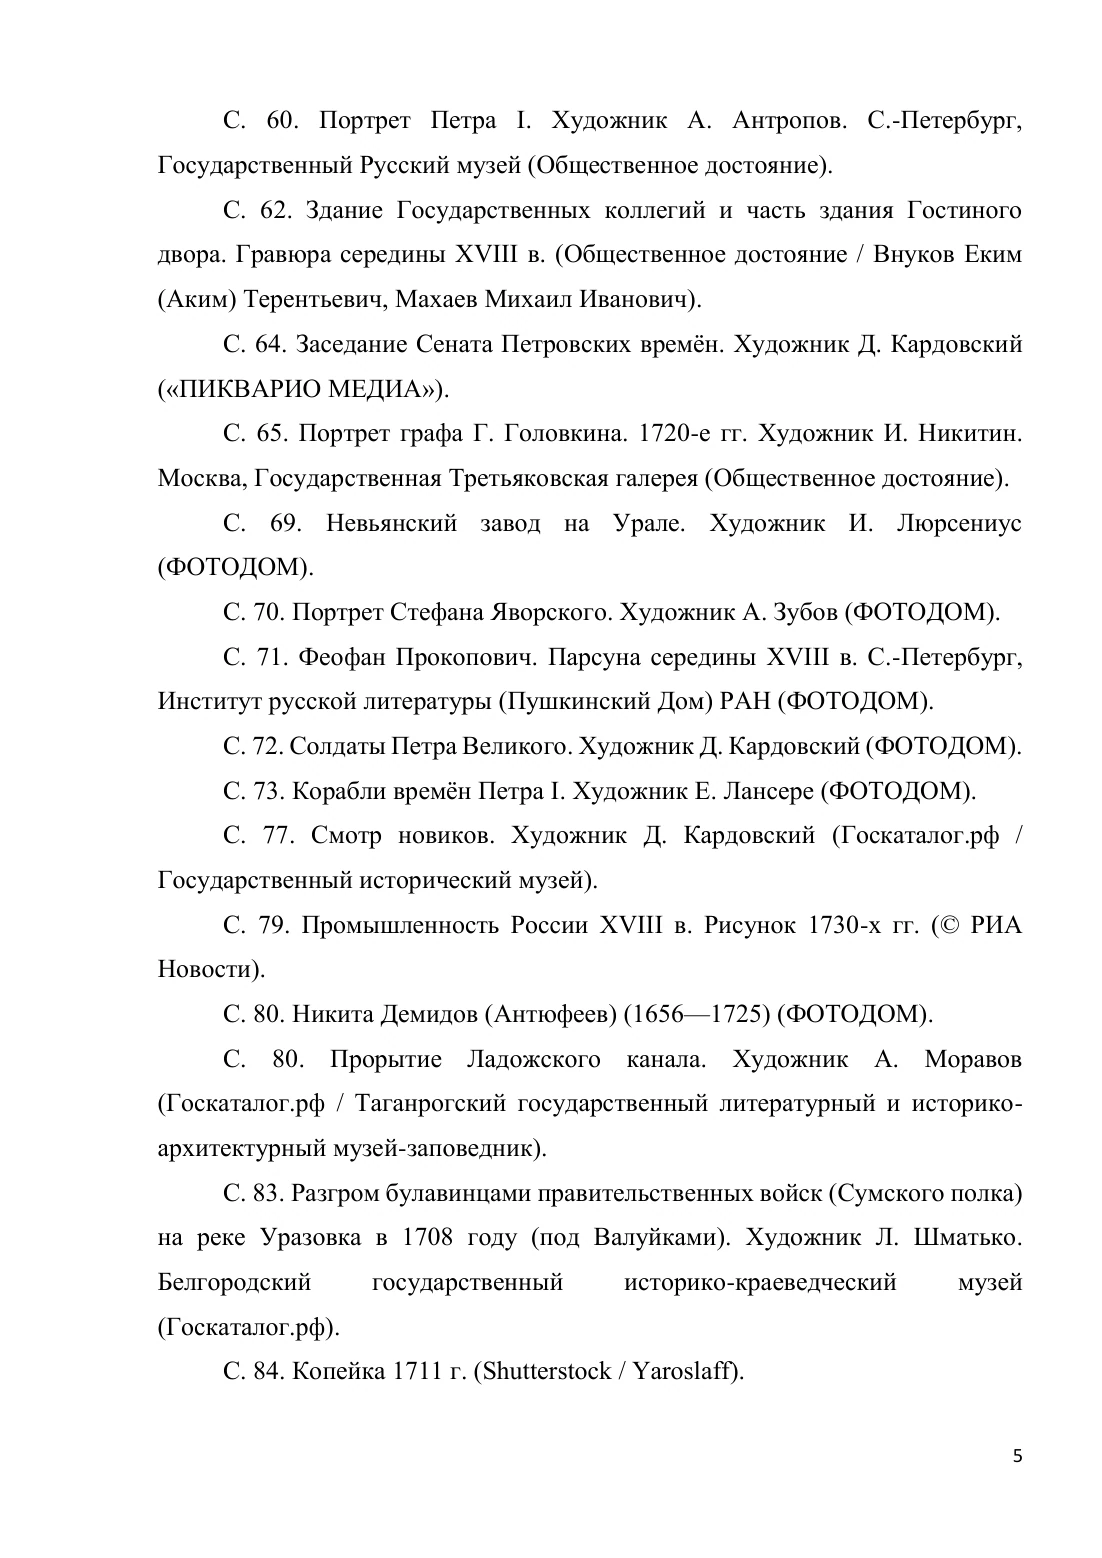 С. 60. Портрет Петра I. Художник А. Антропов. С.-Петербург,
Государственный Русский музей (Общественное достояние).
С. 62. Здание Государственных коллегий и часть здания Гостиного
двора. Гравюра середины XVIII в. (Общественное достояние / Внуков Еким
(Аким) Терентьевич, Махаев Михаил Иванович).
С. 64. Заседание Сената Петровских времён. Художник Д. Кардовский
(«ПИКВАРИО МЕДИА»).
С. 65. Портрет графа Г. Головкина. 1720-е гг. Художник И. Никитин.
Москва, Государственная Третьяковская галерея (Общественное достояние).
С. 69. Невьянский завод на Урале. Художник И. Люрсениус
(ФОТОДОМ).
С. 70. Портрет Стефана Яворского. Художник А. Зубов (ФОТОДОМ).
С. 71. Феофан Прокопович. Парсуна середины XVIII в. С.-Петербург,
Институт русской литературы (Пушкинский Дом) РАН (ФОТОДОМ).
С. 72. Солдаты Петра Великого. Художник Д. Кардовский (ФОТОДОМ).
С. 73. Корабли времён Петра I. Художник Е. Лансере (ФОТОДОМ).
С. 77. Смотр новиков. Художник Д. Кардовский (Госкаталог.рф /
Государственный исторический музей).
С. 79. Промышленность России XVIII в. Рисунок 1730-х гг. (© РИА
Новости).
С. 80. Никита Демидов (Антюфеев) (1656—1725) (ФОТОДОМ).
С. 80. Прорытие Ладожского канала. Художник А. Моравов
(Госкаталог.рф / Таганрогский государственный литературный и историко-
архитектурный музей-заповедник).
С. 83. Разгром булавинцами правительственных войск (Сумского полка)
на реке Уразовка в 1708 году (под Валуйками). Художник Л. Шматько.
Белгородский государственный историко-краеведческий музей
(Госкаталог.рф).
С. 84. Копейка 1711 г. (Shutterstock / Yaroslaff).
5